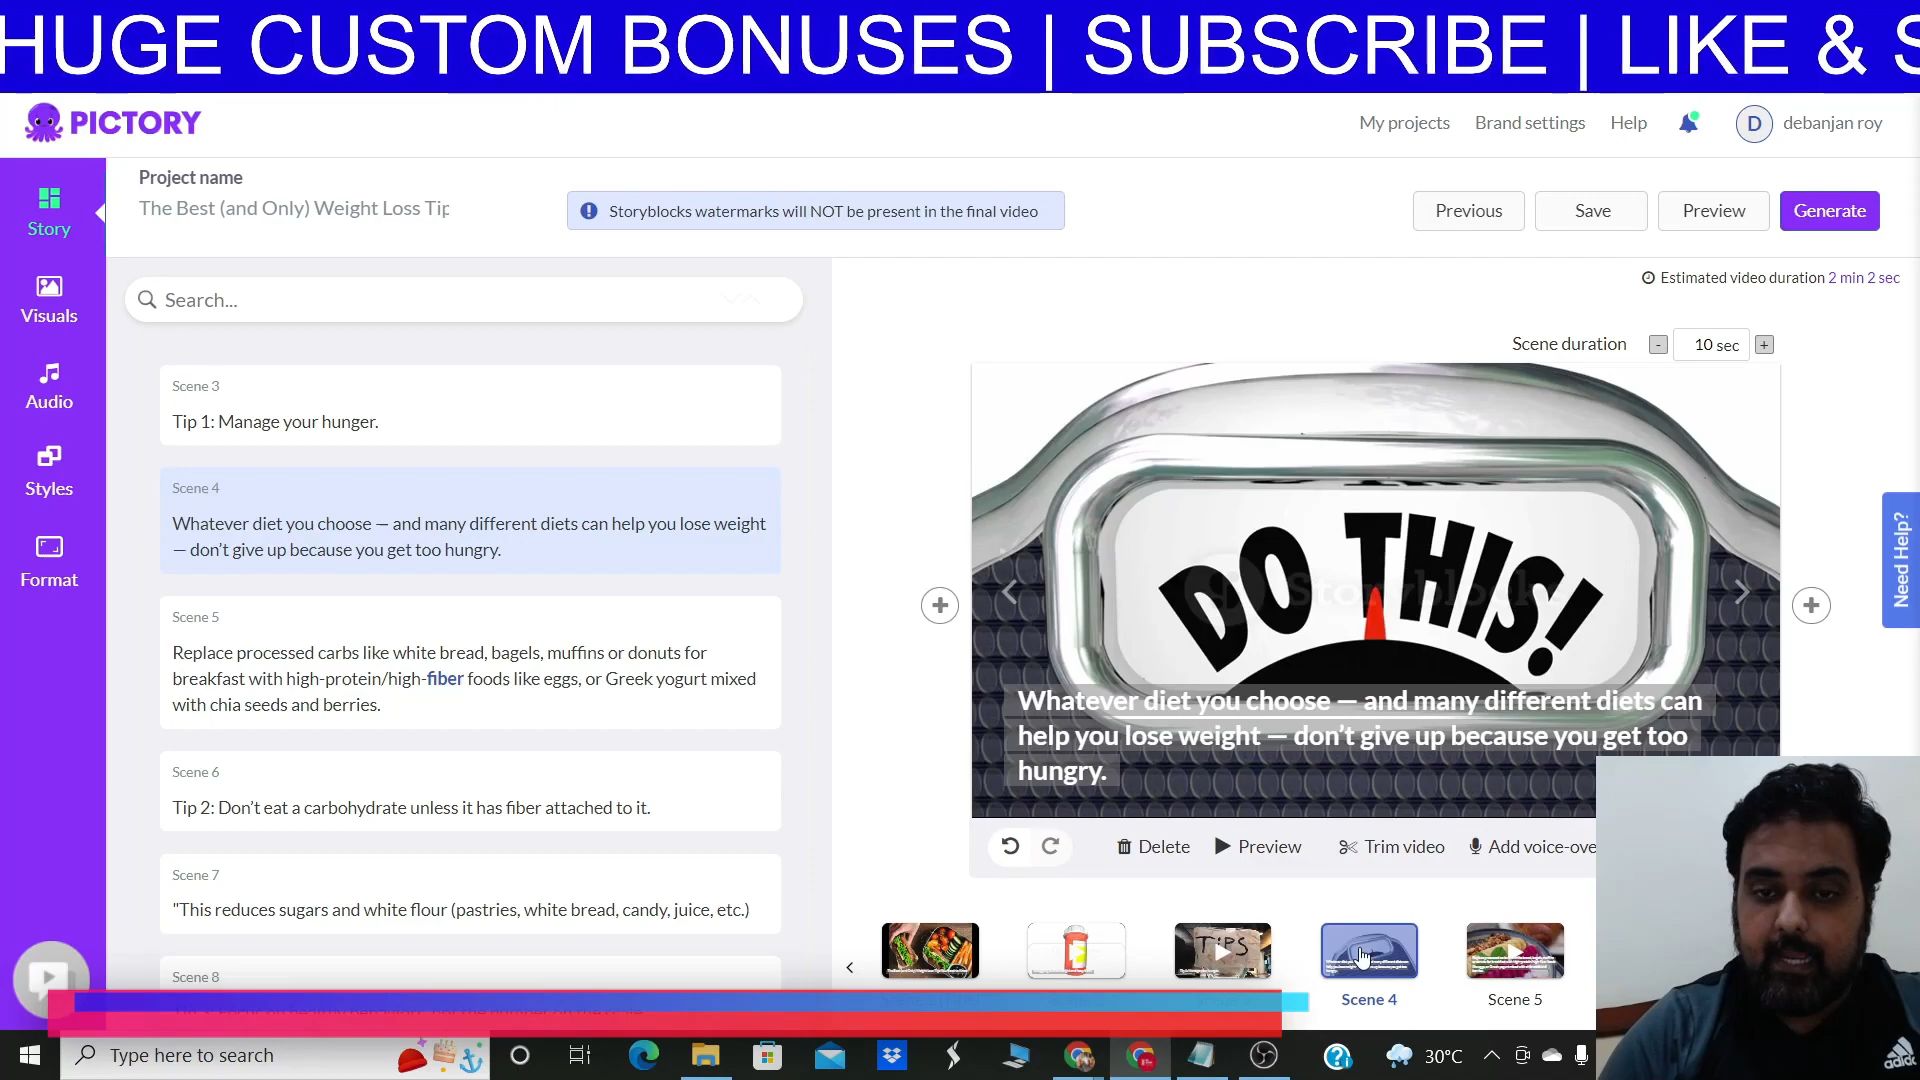 HUGE CUSTOM BONUSES | SUBSCRIBE | LIKE & S
PICTORY
My projects
Brand settings
Help
D
debanjan roy
Project name
The Best (and Only) Weight Loss Tip
Storyblocks watermarks will NOT be present in the final video
Previous
Save
Preview
Generate
Story
Visuals
Audio
Styles
Format
Search...
Scene 3
Tip 1: Manage your hunger.
Scene 4
Whatever diet you choose — and many different diets can help you lose weight
— don't give up because you get too hungry.
Scene 5
Replace processed carbs like white bread, bagels, muffins or donuts for
breakfast with high-protein/high-fiber foods like eggs, or Greek yogurt mixed
with chia seeds and berries.
Scene 6
Tip 2: Don't eat a carbohydrate unless it has fiber attached to it.
Scene 7
"This reduces sugars and white flour (pastries, white bread, candy, juice, etc.)
Scene 8
Estimated video duration 2 min 2 sec
Scene duration
-
10 sec
+
DO THIS!
Storyblocks
Whatever diet you choose — and many different diets can
help you lose weight — don't give up because you get too
hungry.
Delete
Preview
Trim video
Add voice-ove
TIPS
Scene 4
Scene 5
Need Help?
Type here to search
30°C
adidas